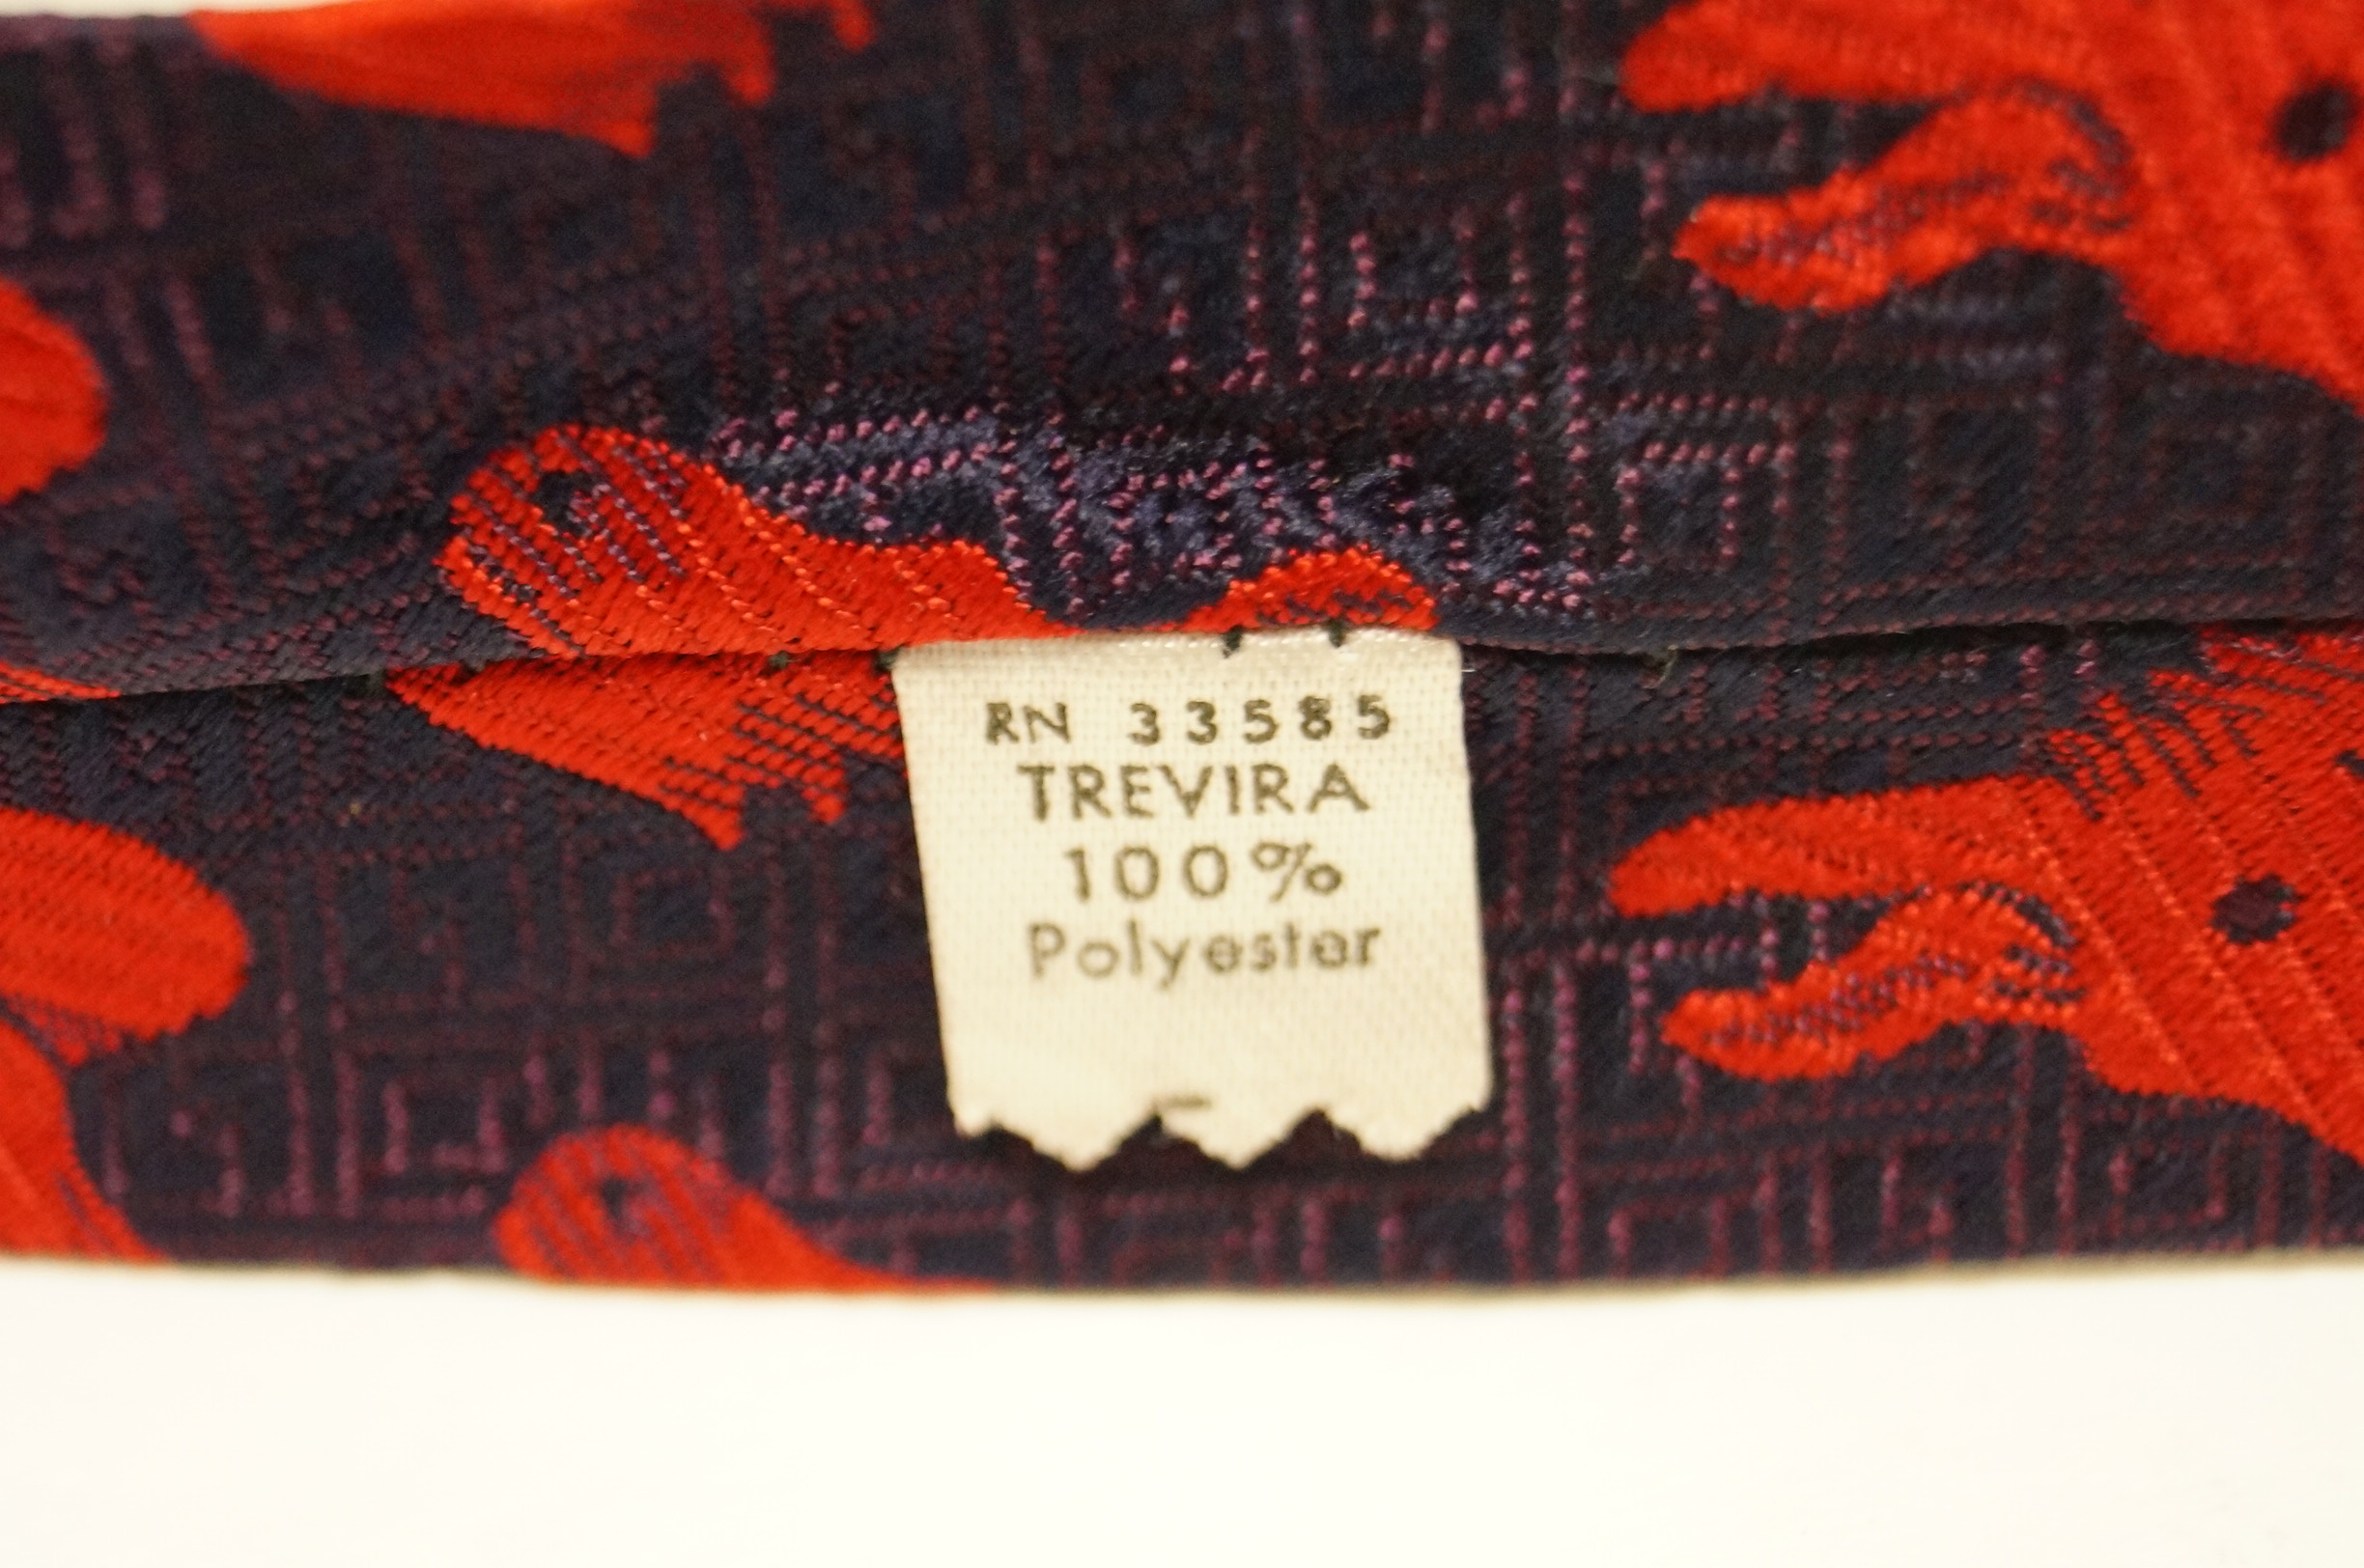 RN 33585
TREVIRA
100%
Polyester